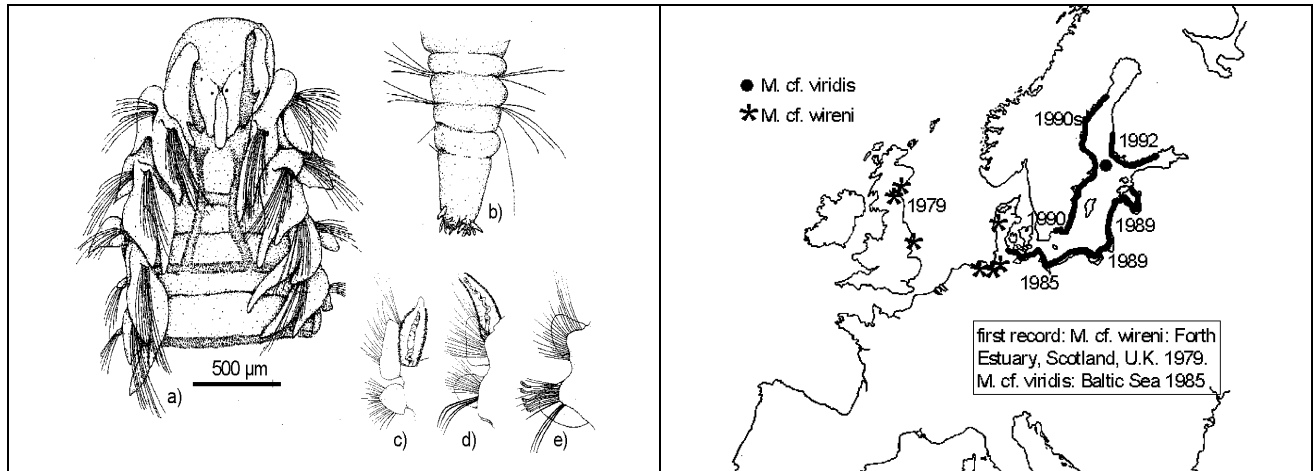 500 µm
a)
b)
c)
d)
e)
M. cf. viridis
M. cf. wireni
1990s
1992
1979
1990
1989
1989
1985
first record: M. cf. wireni: Forth
Estuary, Scotland, U.K. 1979.
M. cf. viridis: Baltic Sea 1985